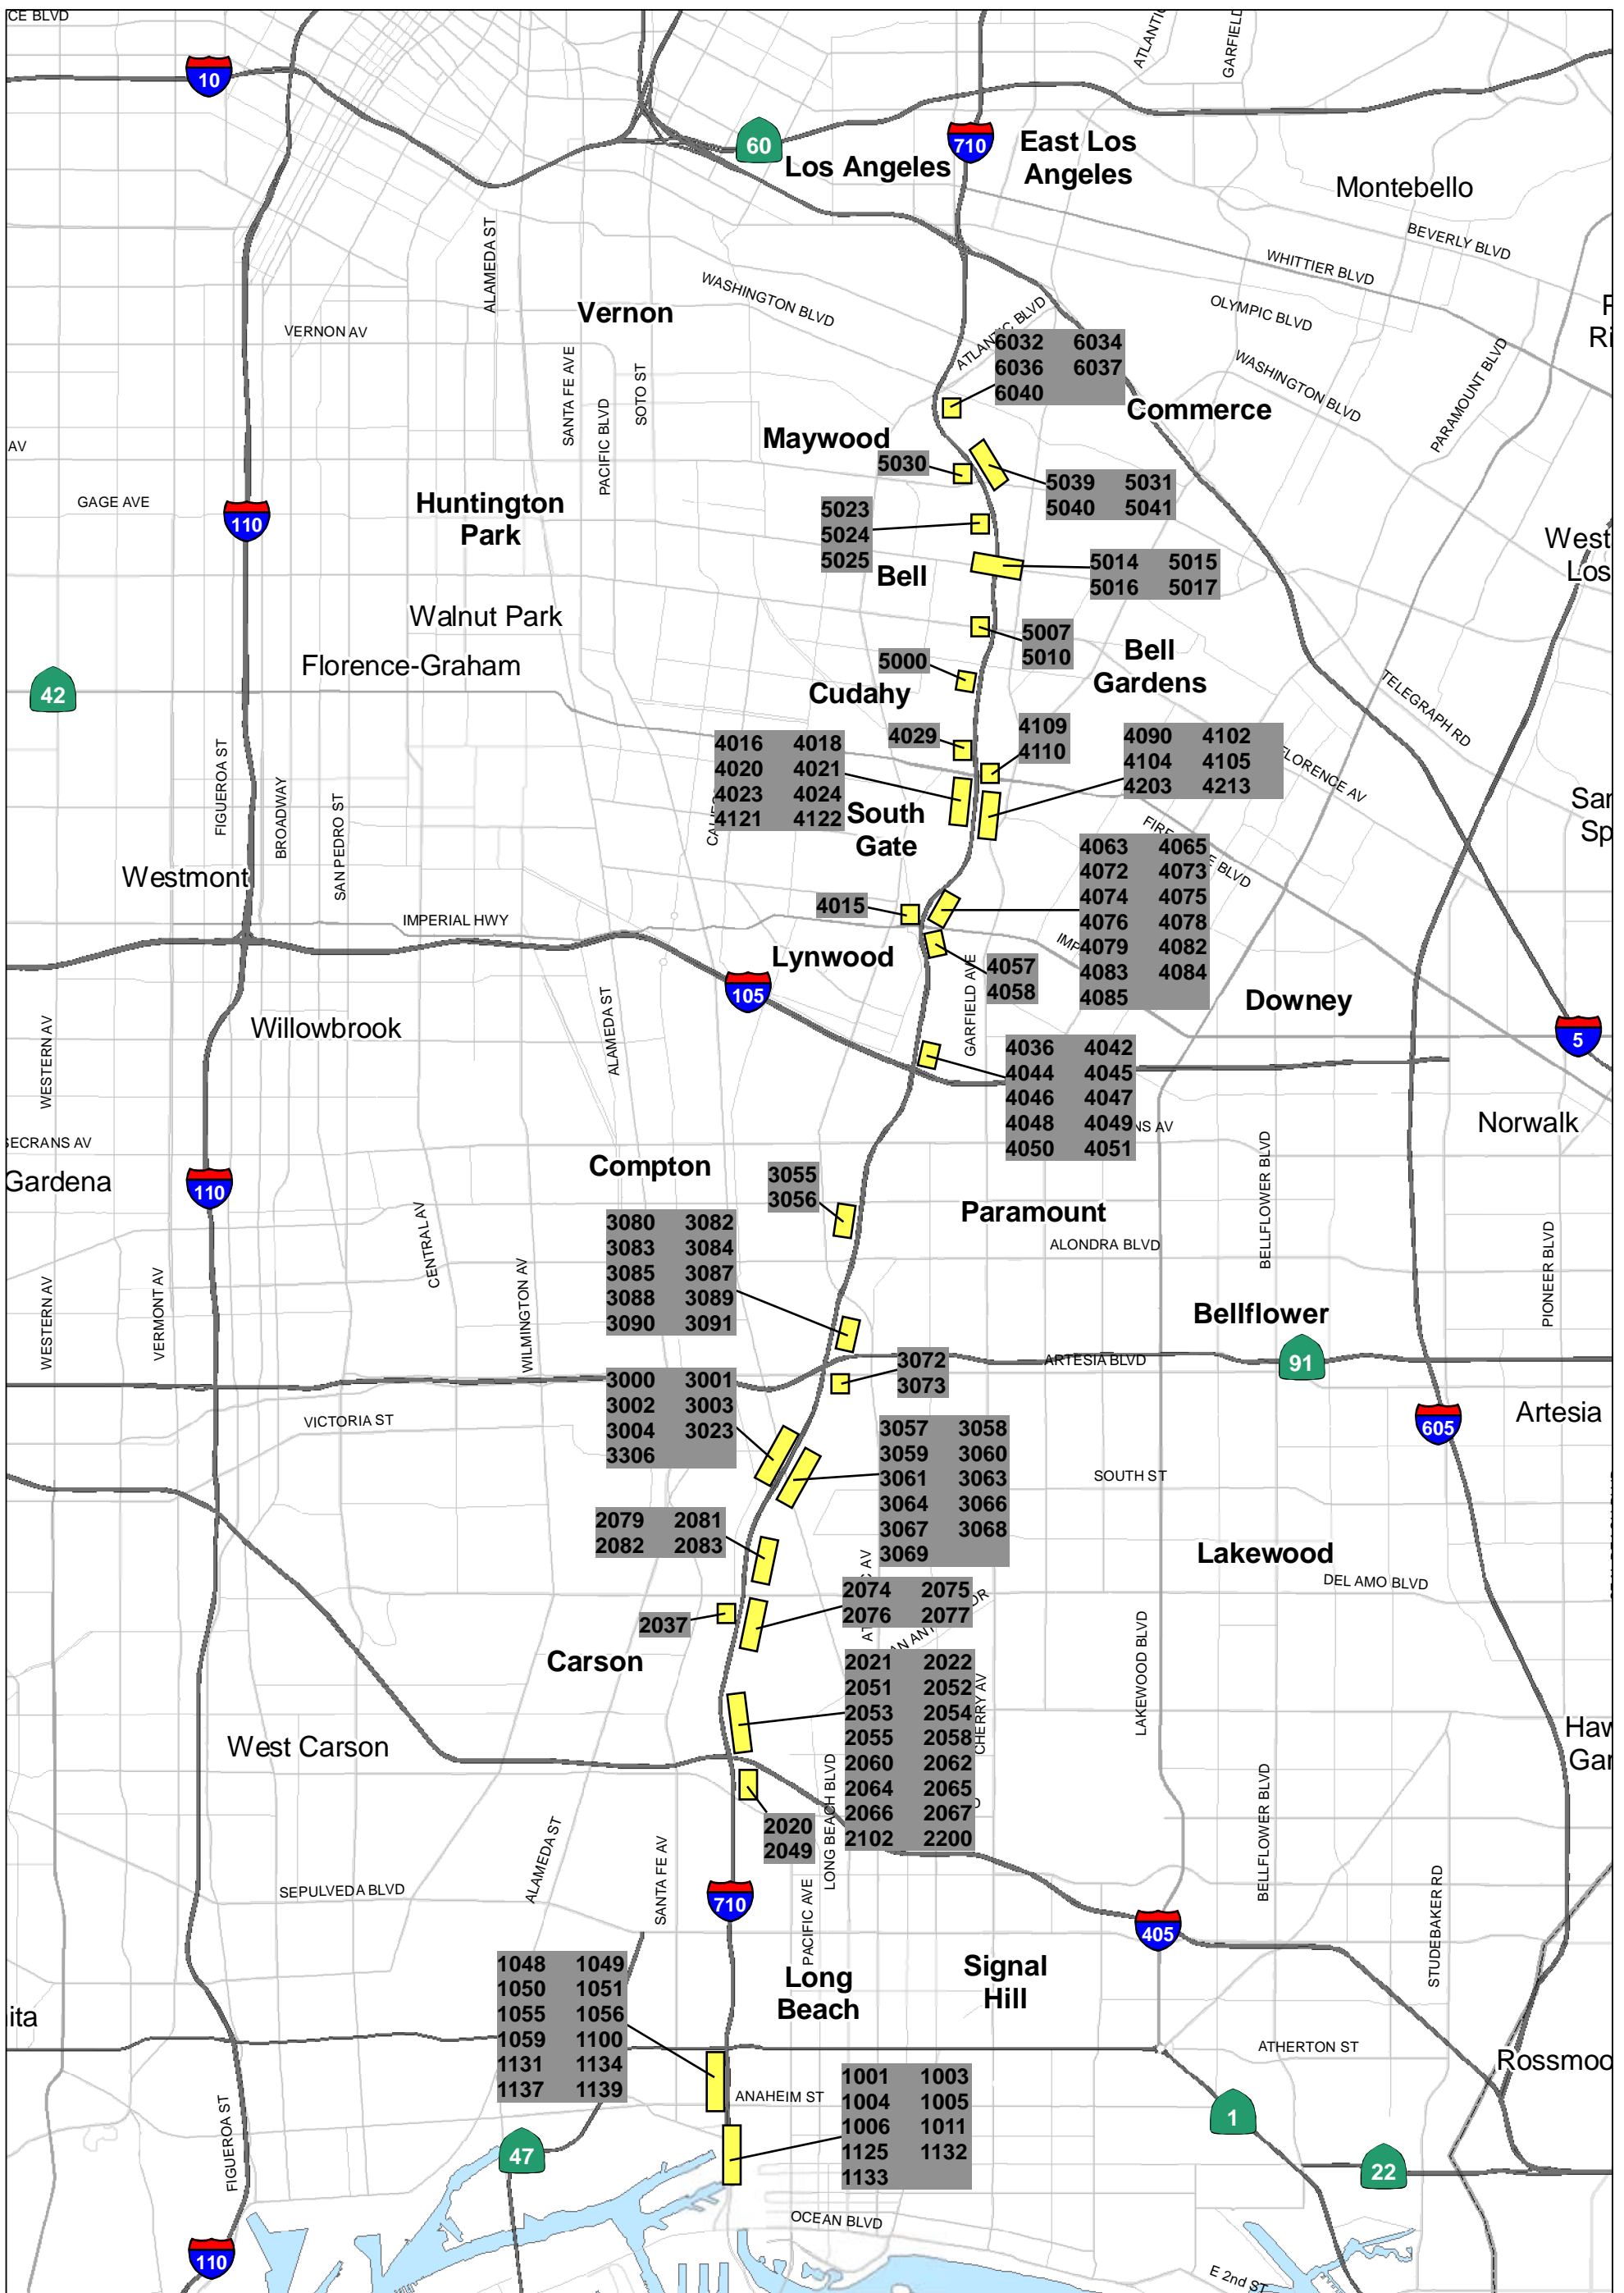 CE BLVD
ATLANTIC
GARFIELD
10
60
710
Los Angeles
East Los
Angeles
Montebello
ALAMEDA ST
BEVERLY BLVD
WHITTIER BLVD
WASHINGTON BLVD
Vernon
OLYMPIC BLVD
ATLANTIC BLVD
VERNON AV
6032 6034
6036 6037
6040
SANTA FE AVE
PACIFIC BLVD
SOTO ST
WASHINGTON BLVD
PARAMOUNT BLVD
Commerce
Maywood
AV
5030
5039 5031
5040 5041
GAGE AVE
110
Huntington
Park
5023
5024
5025
Bell
5014 5015
5016 5017
West
Los
Walnut Park
5007
5010
Florence-Graham
5000
Bell
Gardens
42
Cudahy
TELEGRAPH RD
4029
4109
4110
4090 4102
4104 4105
4203 4213
FLORENCE AV
4016 4018
4020 4021
4023 4024
4121 4122
South
Gate
FIGUEROA ST
BROADWAY
SAN PEDRO ST
Westmont
4063 4065
4072 4073
4074 4075
4076 4078
4079 4082
4083 4084
4085
4015
IMPERIAL HWY
Lynwood
4057
4058
GARFIELD AVE
105
Downey
5
WESTERN AV
Willowbrook
ALAMEDA ST
4036 4042
4044 4045
4046 4047
4048 4049
4050 4051
NS AV
Norwalk
SECRANS AV
Gardena
110
Compton
3055
3056
BELLFLOWER BLVD
Paramount
ALONDRA BLVD
3080 3082
3083 3084
3085 3087
3088 3089
3090 3091
CENTRAL AV
WESTERN AV
VERMONT AV
WILMINGTON AV
PIONEER BLVD
Bellflower
91
ARTESIA BLVD
3072
3073
3000 3001
3002 3003
3004 3023
3306
VICTORIA ST
605
Artesia
3057 3058
3059 3060
3061 3063
3064 3066
3067 3068
3069
SOUTH ST
2079 2081
2082 2083
Lakewood
DEL AMO BLVD
2074 2075
2076 2077
2037
Carson
LAKEWOOD BLVD
2021 2022
2051 2052
2053 2054
2055 2058
2060 2062
2064 2065
2066 2067
2102 2200
CHERRY AV
West Carson
Haw
Gar
2020
2049
LONG BEACH BLVD
BELLFLOWER BLVD
ALAMEDA ST
SANTA FE AV
SEPULVEDA BLVD
710
PACIFIC AVE
405
STUDEBAKER RD
1048 1049
1050 1051
1055 1056
1059 1100
1131 1134
1137 1139
Long
Beach
Signal
Hill
ita
ATHERTON ST
Rossmoo
1001 1003
1004 1005
1006 1011
1125 1132
1133
ANAHEIM ST
FIGUEROA ST
1
47
22
OCEAN BLVD
110
E 2nd ST